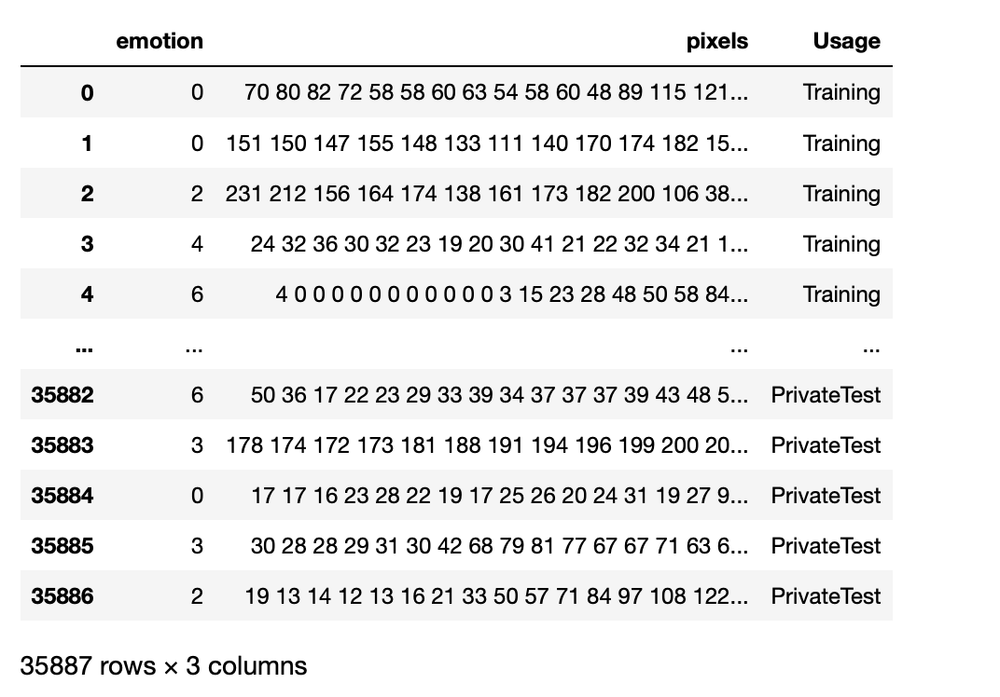 emotion pixels Usage
0 0 70 80 82 72 58 58 60 63 54 58 60 48 89 115 121... Training
1 0 151 150 147 155 148 133 111 140 170 174 182 15... Training
2 2 231 212 156 164 174 138 161 173 182 200 106 38... Training
3 4 24 32 36 30 32 23 19 20 30 41 21 22 32 34 21 1... Training
4 6 4 0 0 0 0 0 0 0 0 0 0 0 3 15 23 28 48 50 58 84... Training
... ... ... ...
35882 6 50 36 17 22 23 29 33 39 34 37 37 37 39 43 48 5... PrivateTest
35883 3 178 174 172 173 181 188 191 194 196 199 200 20... PrivateTest
35884 0 17 17 16 23 28 22 19 17 25 26 20 24 31 19 27 9... PrivateTest
35885 3 30 28 28 29 31 30 42 68 79 81 77 67 67 71 63 6... PrivateTest
35886 2 19 13 14 12 13 16 21 33 50 57 71 84 97 108 122... PrivateTest
35887 rows × 3 columns